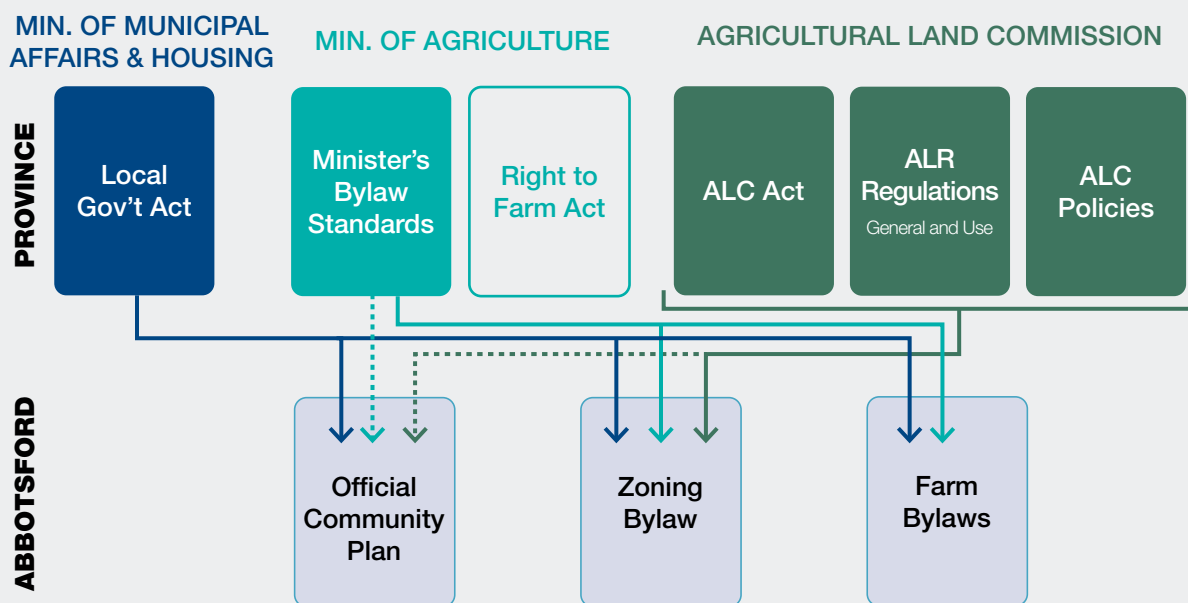 MIN. OF MUNICIPAL
AFFAIRS & HOUSING
MIN. OF AGRICULTURE
AGRICULTURAL LAND COMMISSION
PROVINCE
Local
Gov’t Act
Minister’s
Bylaw
Standards
Right to
Farm Act
ALC Act
ALR
Regulations
General and Use
ALC
Policies
ABBOTSFORD
Official
Community
Plan
Zoning
Bylaw
Farm
Bylaws